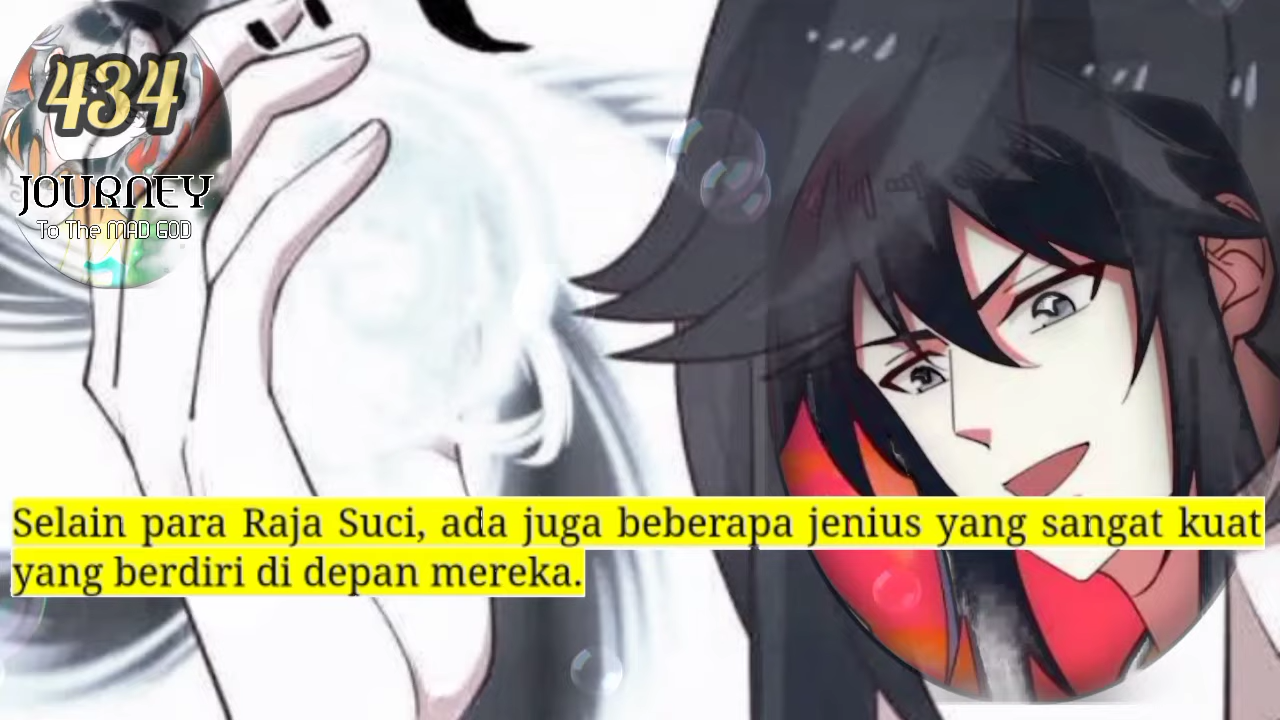 434
JOURNEY
To The MAD GOD
Selain para Raja Suci, ada juga beberapa jenius yang sangat kuat
yang berdiri di depan mereka.